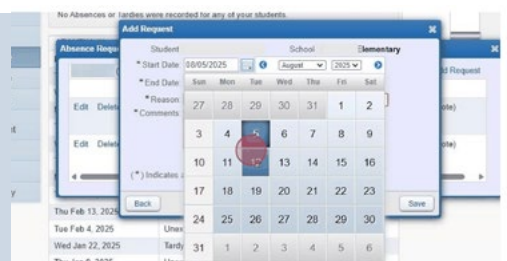 No Absences or Tardies were recorded for any of your students.
Add Request
Absence Reque
Student School Elementary
* Start Date 08/05/2025 August 2025
* End Date Sun Mon Tue Wed Thu Fri Sat
* Reason 27 28 29 30 31 1 2
* Comments
3 4 5 6 7 8 9
10 11 12 13 14 15 16
17 18 19 20 21 22 23
24 25 26 27 28 29 30
31 1 2 3 4 5 6
d Request
Edit Delet ote)
Edit Delet ote)
(*) Indicates
Back Save
Thu Feb 13, 2025
Tue Feb 4, 2025 Unex
Wed Jan 22, 2025 Tardy